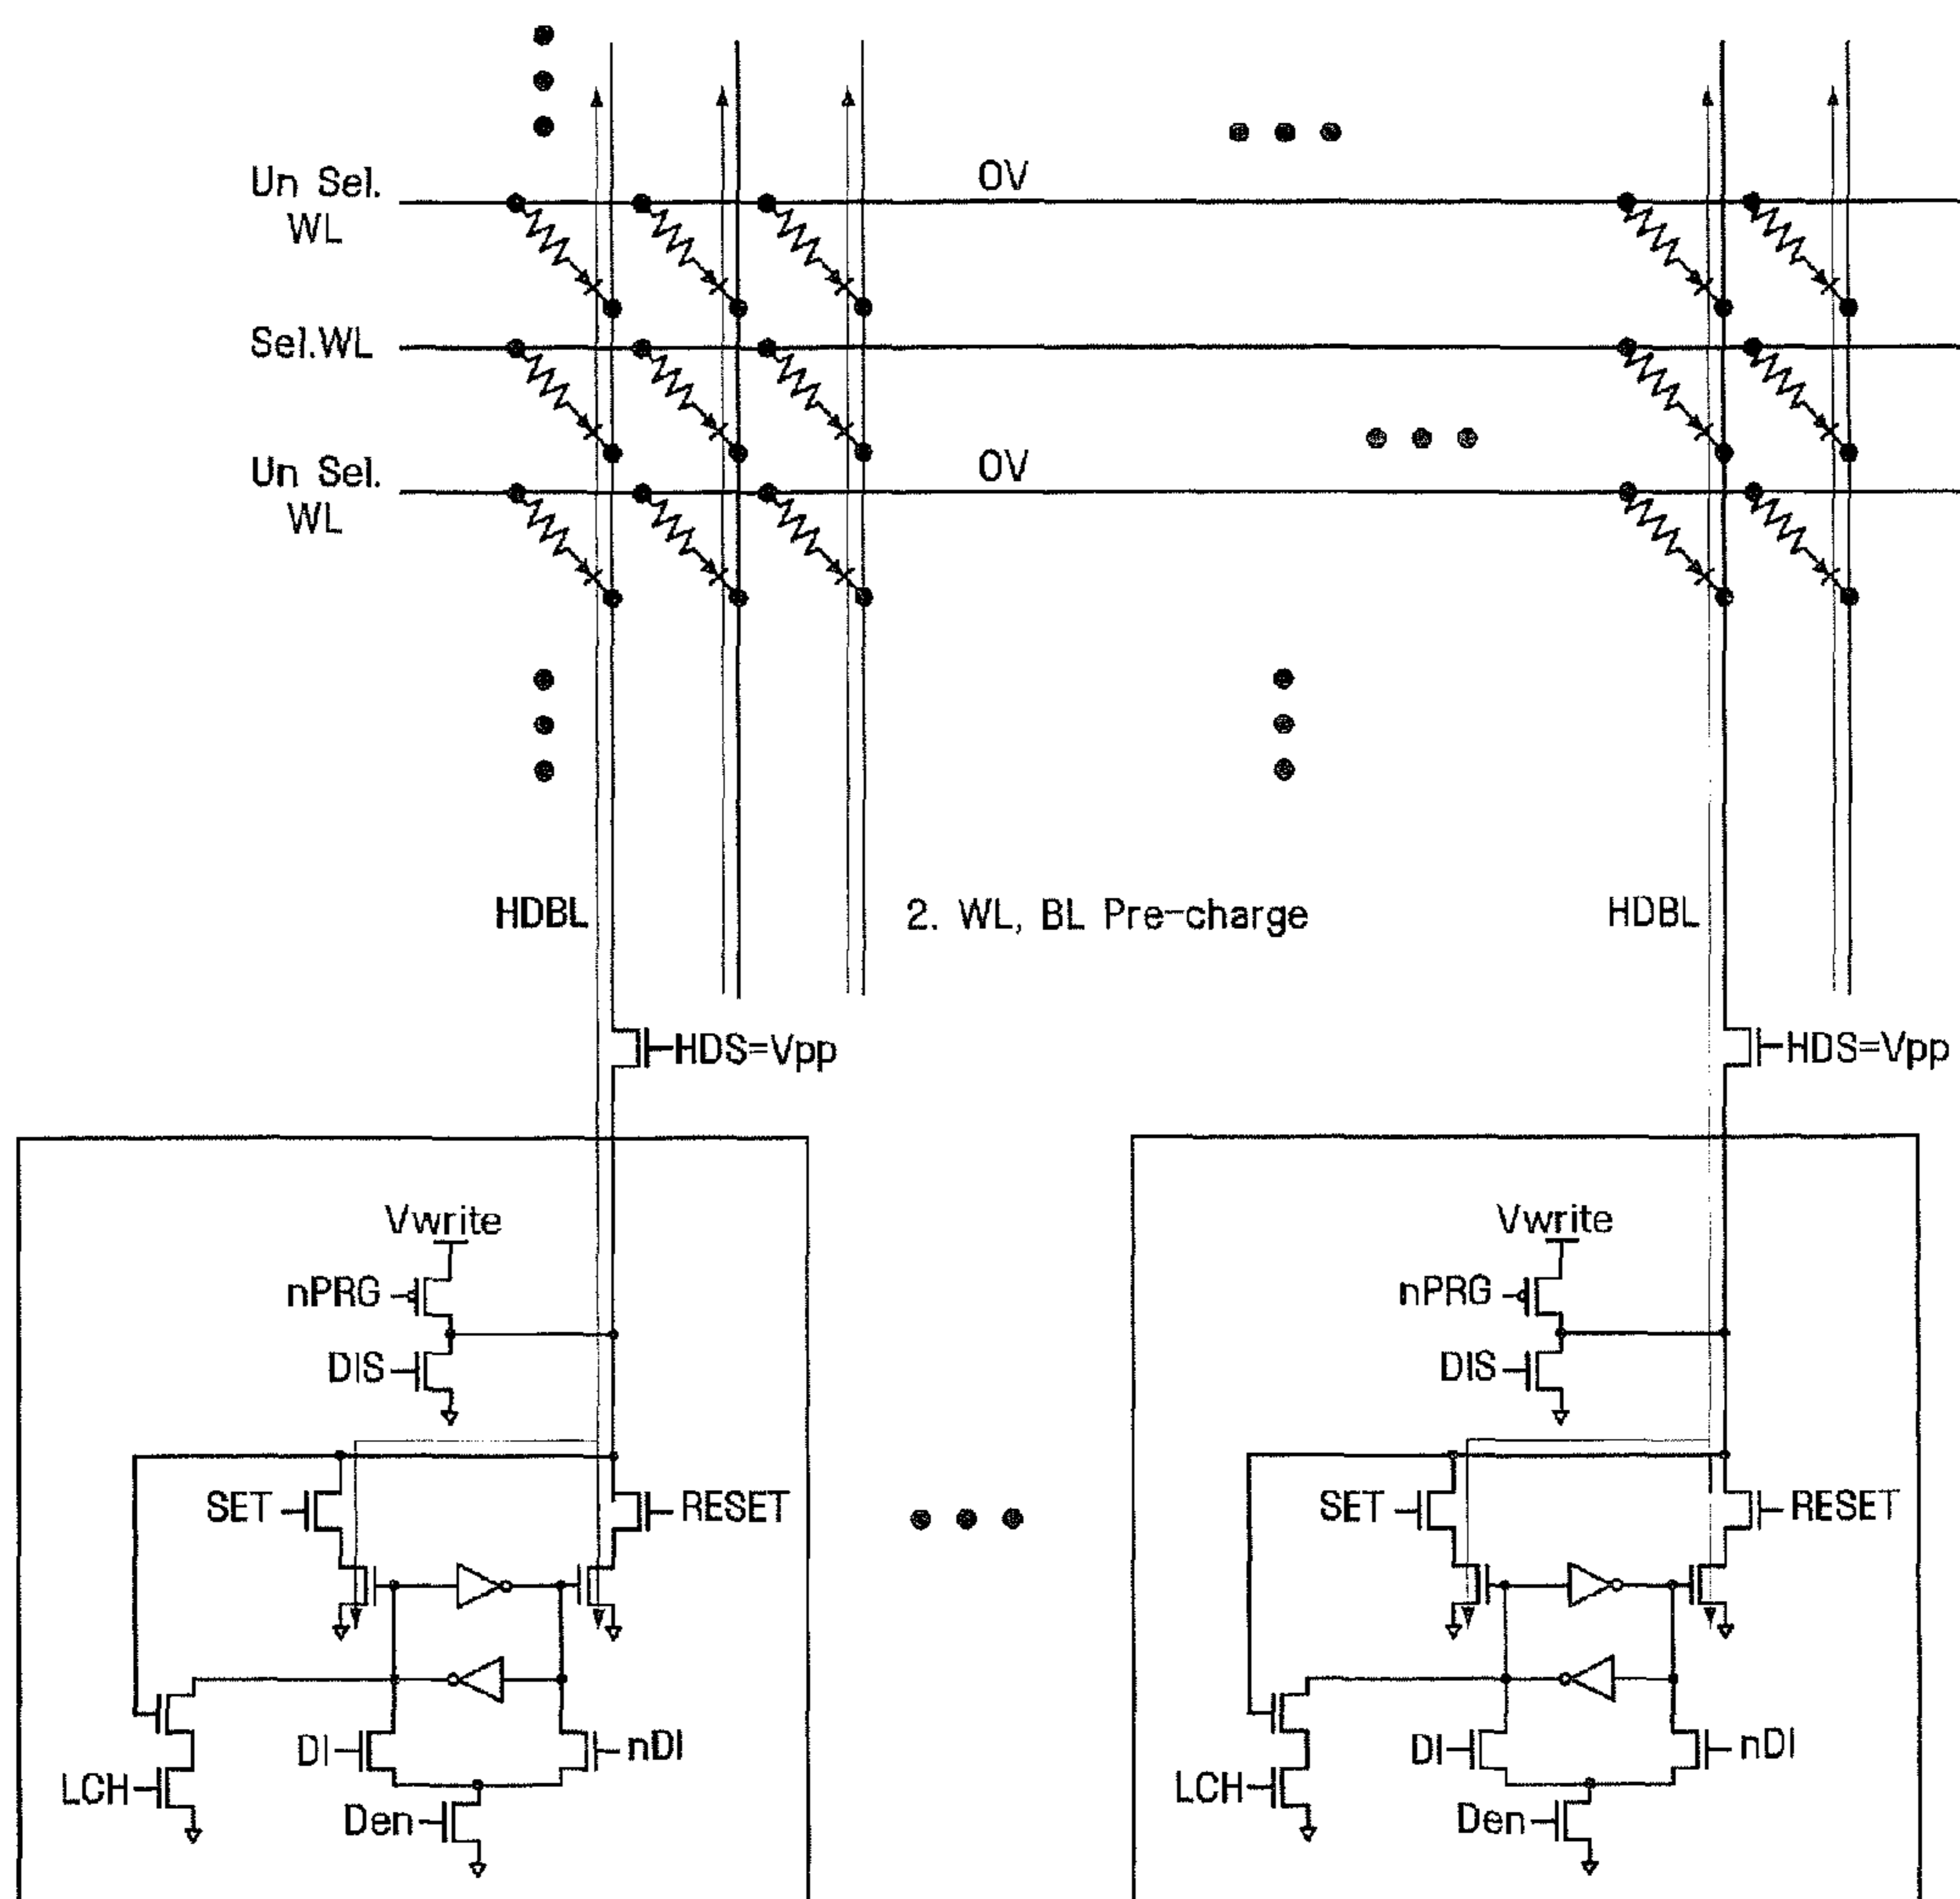 Un Sel.
WL
0V
Sel.WL
Un Sel.
WL
0V
HDBL
2. WL, BL Pre-charge
HDBL
HDS=Vpp
HDS=Vpp
Vwrite
nPRG
DIS
SET
RESET
DI
nDI
LCH
Den
Vwrite
nPRG
DIS
SET
RESET
DI
nDI
LCH
Den